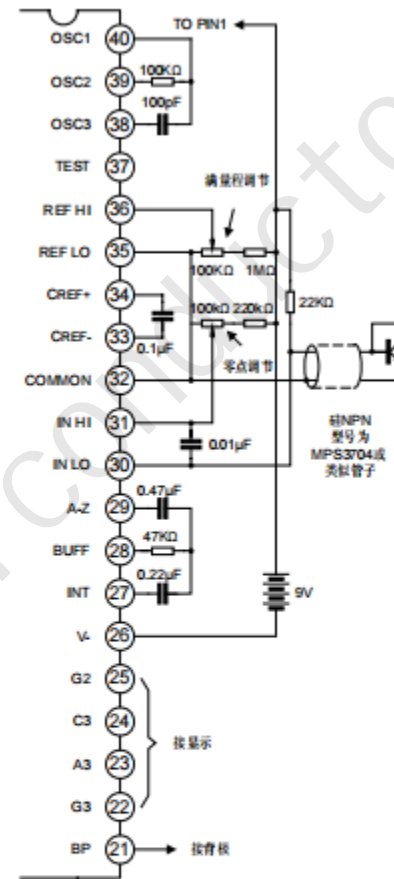 TO PIN1
OSC1 40
OSC2 39 100KΩ
100pF
OSC3 38
TEST 37
满量程调节
REF HI 36
REF LO 35
100KΩ 1MΩ
CREF+ 34 22KΩ
100kΩ 220kΩ
CREF- 33
0.1μF
零点调节
COMMON 32
IN HI 31
硅NPN
0.01μF 型号为
MPS3704或
IN LO 30
类似管子
0.47μF
A-Z 29
47KΩ
BUFF 28
0.22μF
INT 27 9V
V- 26
G2 25
C3 24
接显示
A3 23
G3 22
BP 21 接背极
conducto